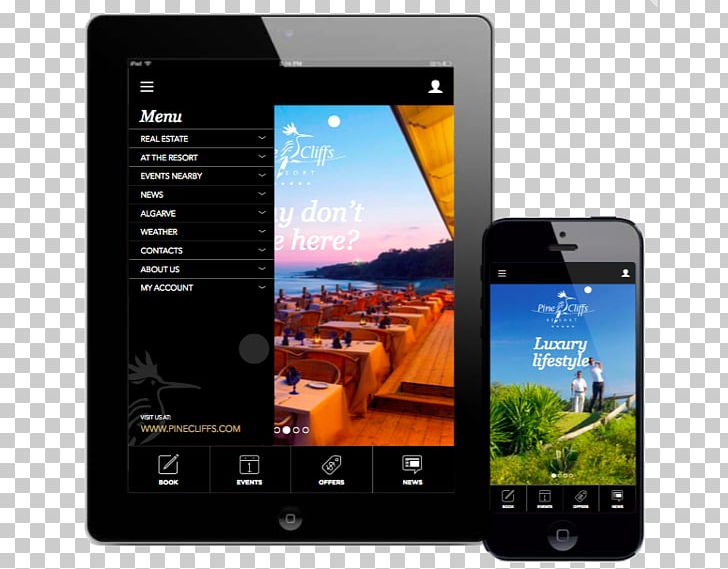 iPad
Menu
REAL ESTATE
AT THE RESORT
EVENTS NEARBY
NEWS
ALGARVE
WEATHER
CONTACTS
ABOUT US
MY ACCOUNT
VISIT US AT:
WWW.PINECLIFFS.COM
Cliffs
ESORT
y don't
e here?
BOOK
EVENTS
OFFERS
NEWS
Pine Cliffs
RESORT
Luxury
lifestyle
BOOK
EVENTS
OFFERS
NEWS